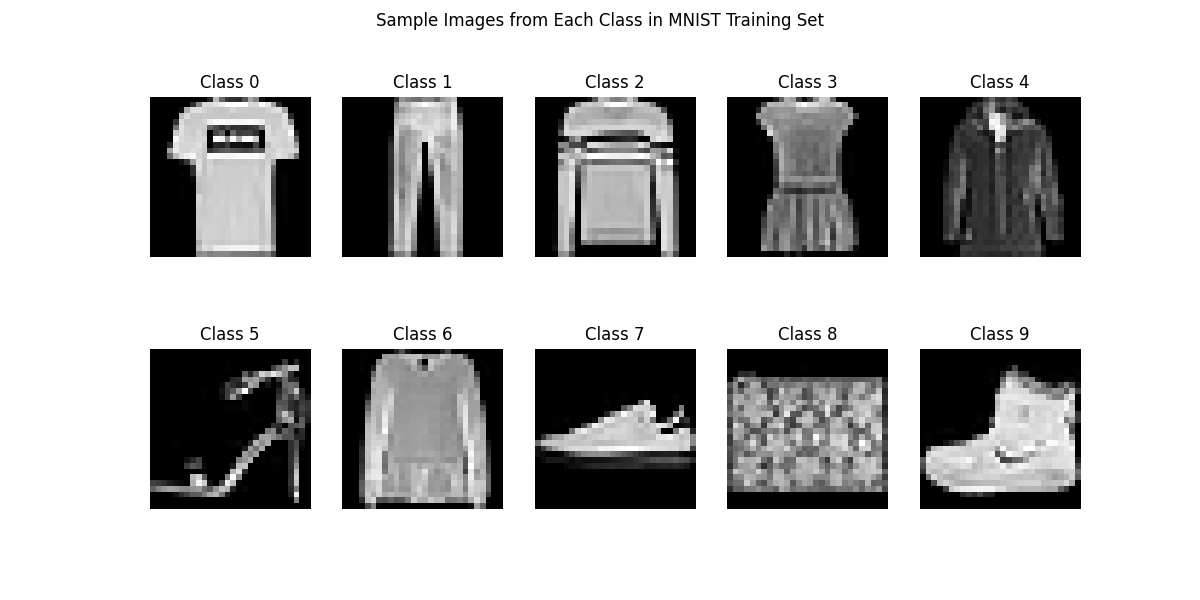 Sample Images from Each Class in MNIST Training Set
Class 0
Class 1
Class 2
Class 3
Class 4
Class 5
Class 6
Class 7
Class 8
Class 9